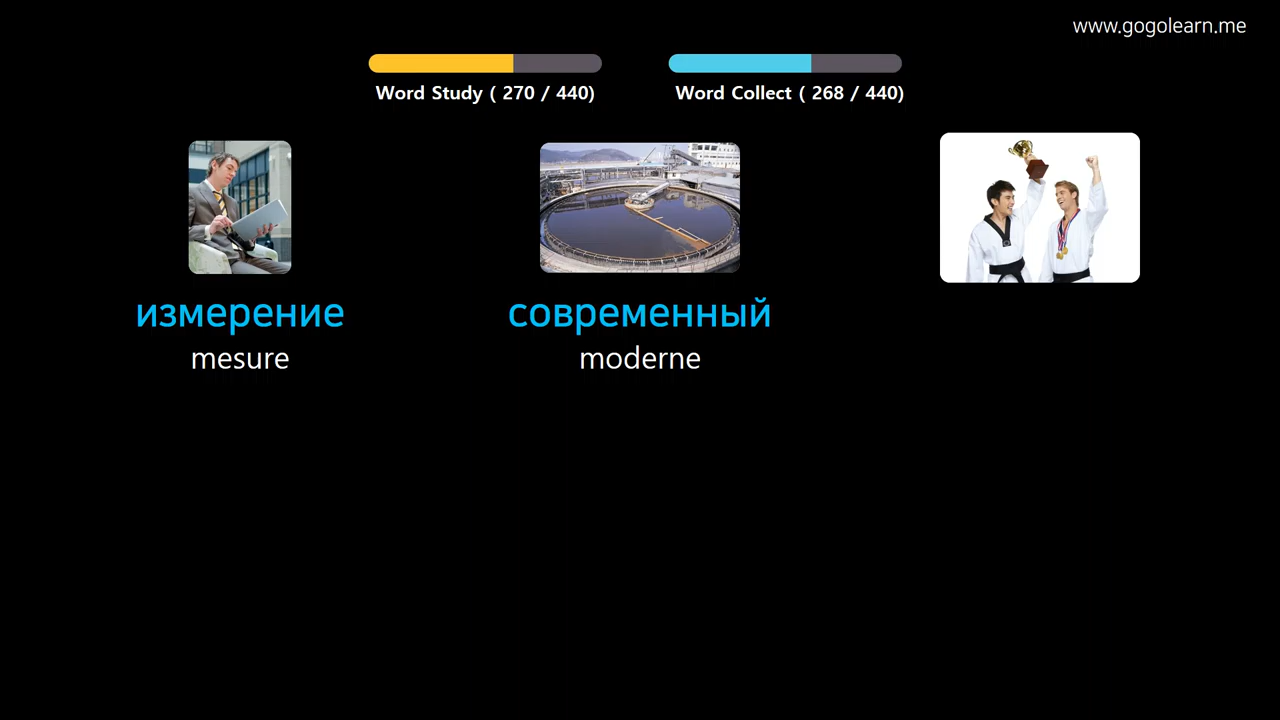 www.gogolearn.me
Word Study ( 270 / 440)
Word Collect ( 268 / 440)
измерение
mesure
современный
moderne